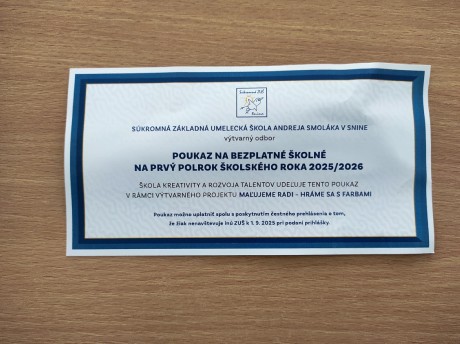 Súkromná ZUŠ
SÚKROMNÁ ZÁKLADNÁ UMELECKÁ ŠKOLA ANDREJA SMOLÁKA V SNINE
výtvarný odbor
POUKAZ NA BEZPLATNÉ ŠKOLNÉ
NA PRVÝ POLROK ŠKOLSKÉHO ROKA 2025/2026
ŠKOLA KREATIVITY A ROZVOJA TALENTOV UDEĽUJE TENTO POUKAZ
V RÁMCI VÝTVARNÉHO PROJEKTU MAĽUJEME RADI - HRÁME SA S FARBAMI
Poukaz možno uplatniť spolu s poskytnutím čestného prehlásenia o tom,
že žiak nenavštevuje inú ZUŠ k 1. 9. 2025 pri podaní prihlášky.